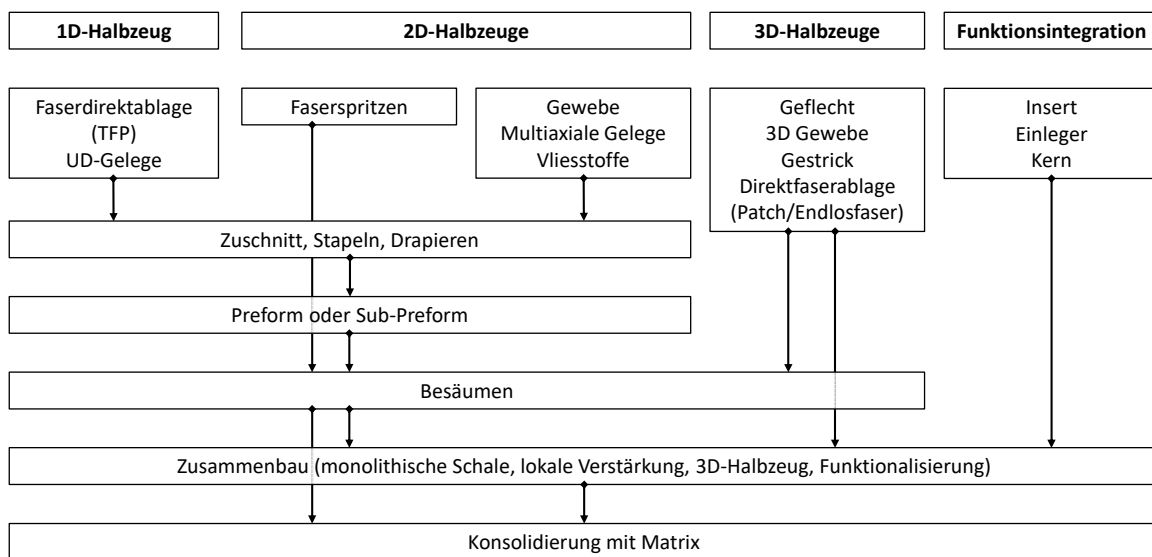 1D-Halbzeug
2D-Halbzeuge
3D-Halbzeuge
Funktionsintegration
Faserdirektablage
(TFP)
UD-Gelege
Faserspritzen
Gewebe
Multiaxiale Gelege
Vliesstoffe
Geflecht
3D Gewebe
Gestrick
Direktfaserablage
(Patch/Endlosfaser)
Insert
Einleger
Kern
Zuschnitt, Stapeln, Drapieren
Preform oder Sub-Preform
Besäumen
Zusammenbau (monolithische Schale, lokale Verstärkung, 3D-Halbzeug, Funktionalisierung)
Konsolidierung mit Matrix